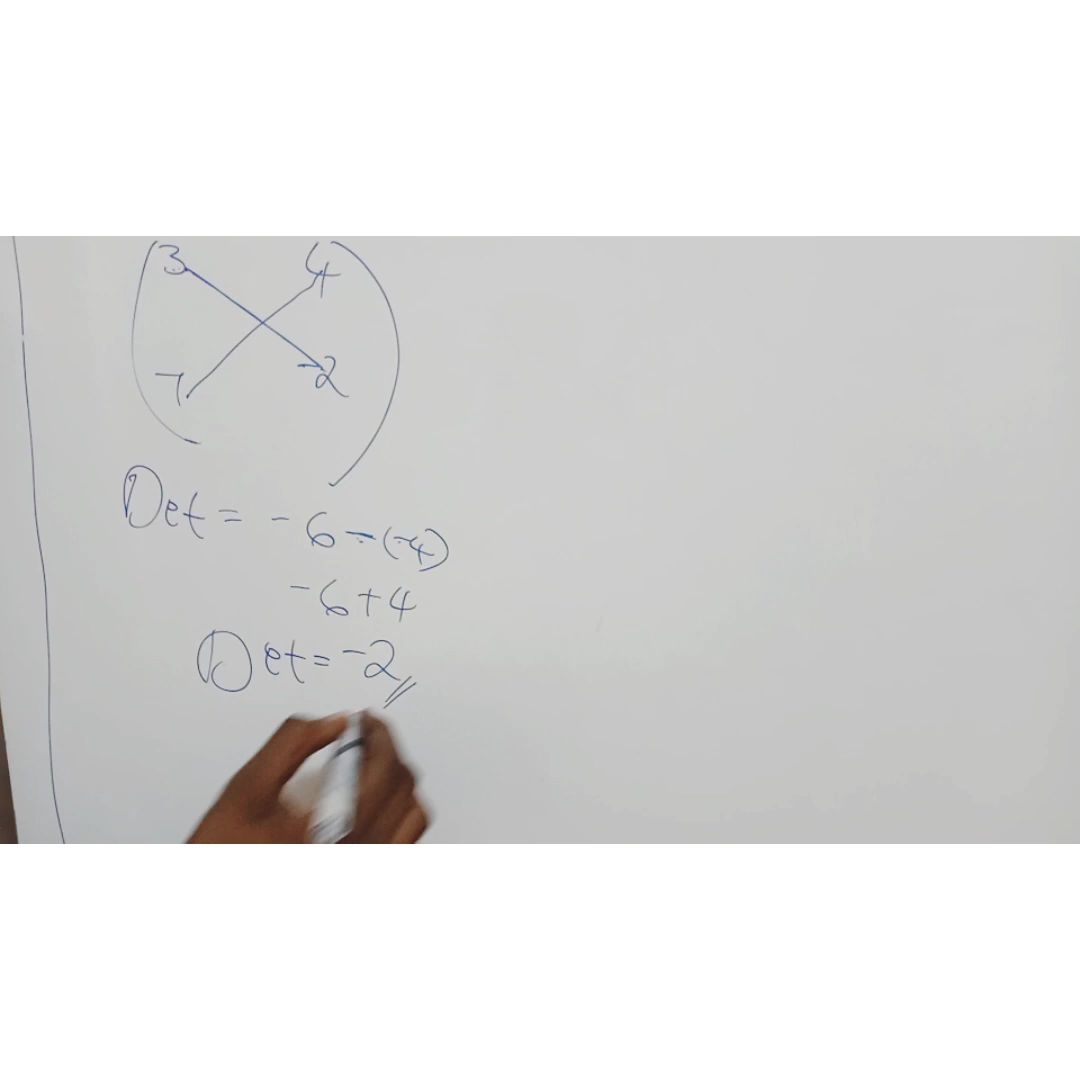 3 4
-1 -2
Det = -6-(-4)
-6+4
Det = -2